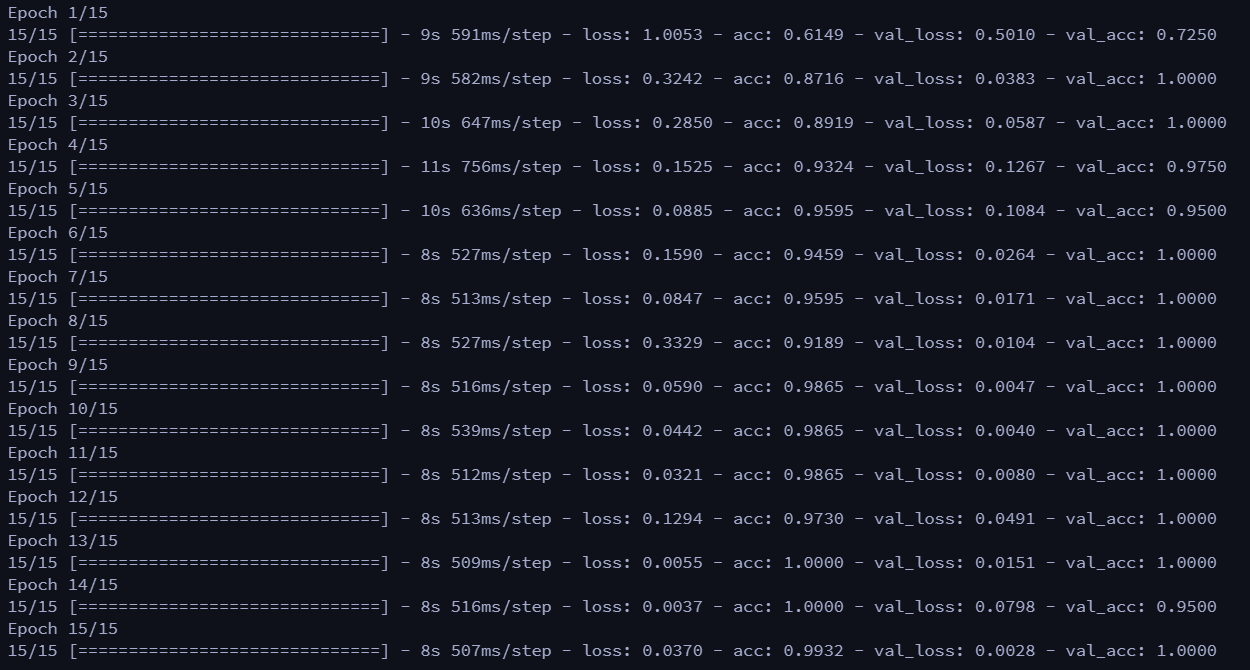 Epoch 1/15
15/15 [==============================] - 9s 591ms/step - loss: 1.0053 - acc: 0.6149 - val_loss: 0.5010 - val_acc: 0.7250
Epoch 2/15
15/15 [==============================] - 9s 582ms/step - loss: 0.3242 - acc: 0.8716 - val_loss: 0.0383 - val_acc: 1.0000
Epoch 3/15
15/15 [==============================] - 10s 647ms/step - loss: 0.2850 - acc: 0.8919 - val_loss: 0.0587 - val_acc: 1.0000
Epoch 4/15
15/15 [==============================] - 11s 756ms/step - loss: 0.1525 - acc: 0.9324 - val_loss: 0.1267 - val_acc: 0.9750
Epoch 5/15
15/15 [==============================] - 10s 636ms/step - loss: 0.0885 - acc: 0.9595 - val_loss: 0.1084 - val_acc: 0.9500
Epoch 6/15
15/15 [==============================] - 8s 527ms/step - loss: 0.1590 - acc: 0.9459 - val_loss: 0.0264 - val_acc: 1.0000
Epoch 7/15
15/15 [==============================] - 8s 513ms/step - loss: 0.0847 - acc: 0.9595 - val_loss: 0.0171 - val_acc: 1.0000
Epoch 8/15
15/15 [==============================] - 8s 527ms/step - loss: 0.3329 - acc: 0.9189 - val_loss: 0.0104 - val_acc: 1.0000
Epoch 9/15
15/15 [==============================] - 8s 516ms/step - loss: 0.0590 - acc: 0.9865 - val_loss: 0.0047 - val_acc: 1.0000
Epoch 10/15
15/15 [==============================] - 8s 539ms/step - loss: 0.0442 - acc: 0.9865 - val_loss: 0.0040 - val_acc: 1.0000
Epoch 11/15
15/15 [==============================] - 8s 512ms/step - loss: 0.0321 - acc: 0.9865 - val_loss: 0.0080 - val_acc: 1.0000
Epoch 12/15
15/15 [==============================] - 8s 513ms/step - loss: 0.1294 - acc: 0.9730 - val_loss: 0.0491 - val_acc: 1.0000
Epoch 13/15
15/15 [==============================] - 8s 509ms/step - loss: 0.0055 - acc: 1.0000 - val_loss: 0.0151 - val_acc: 1.0000
Epoch 14/15
15/15 [==============================] - 8s 516ms/step - loss: 0.0037 - acc: 1.0000 - val_loss: 0.0798 - val_acc: 0.9500
Epoch 15/15
15/15 [==============================] - 8s 507ms/step - loss: 0.0370 - acc: 0.9932 - val_loss: 0.0028 - val_acc: 1.0000